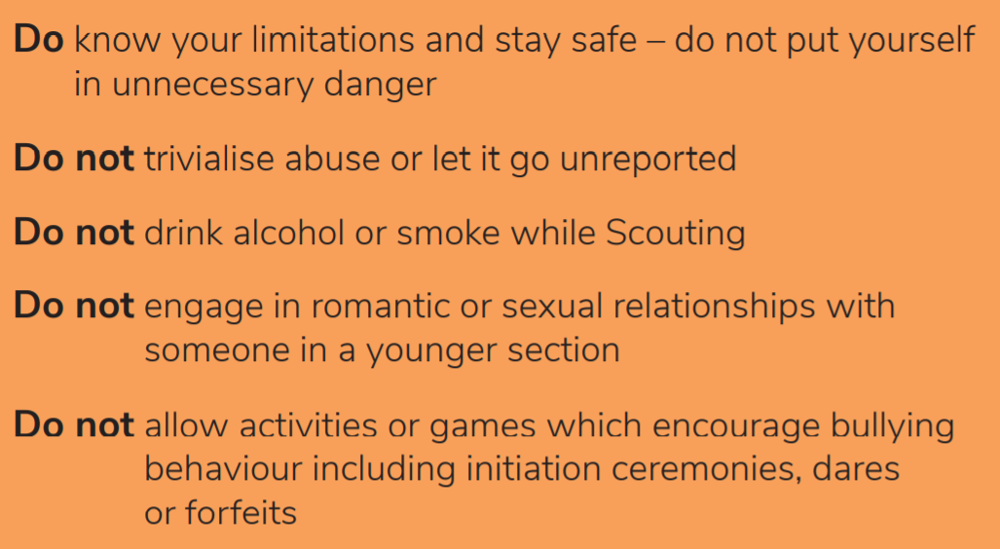 Do know your limitations and stay safe – do not put yourself
in unnecessary danger
Do not trivialise abuse or let it go unreported
Do not drink alcohol or smoke while Scouting
Do not engage in romantic or sexual relationships with
someone in a younger section
Do not allow activities or games which encourage bullying
behaviour including initiation ceremonies, dares
or forfeits